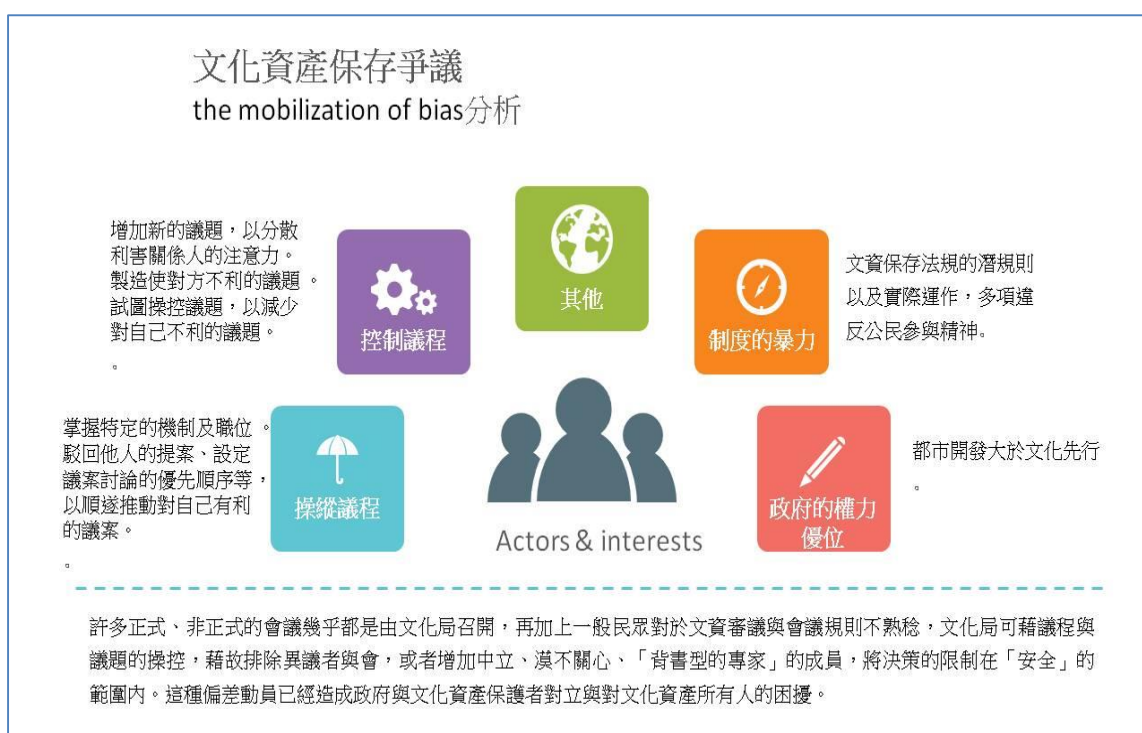 文化資產保存爭議
the mobilization of bias分析
增加新的議題，以分散
利害關係人的注意力。
製造使對方不利的議題。
試圖操控議題，以減少
對自己不利的議題。
。
控制議程
其他
制度的暴力
文資保存法規的潛規則
以及實際運作，多項違
反公民參與精神。
掌握特定的機制及職位。
駁回他人的提案、設定
議案討論的優先順序等，
以順遂推動對自己有利
的議案。
。
操縱議程
Actors & interests
政府的權力
優位
都市開發大於文化先行
。
許多正式、非正式的會議幾乎都是由文化局召開，再加上一般民眾對於文資審議與會議規則不熟稔，文化局可藉議程與
議題的操控，藉故排除異議者與會，或者增加中立、漠不關心、「背書型的專家」的成員，將決策的限制在「安全」的
範圍內。這種偏差動員已經造成政府與文化資產保護者對立與對文化資產所有人的困擾。